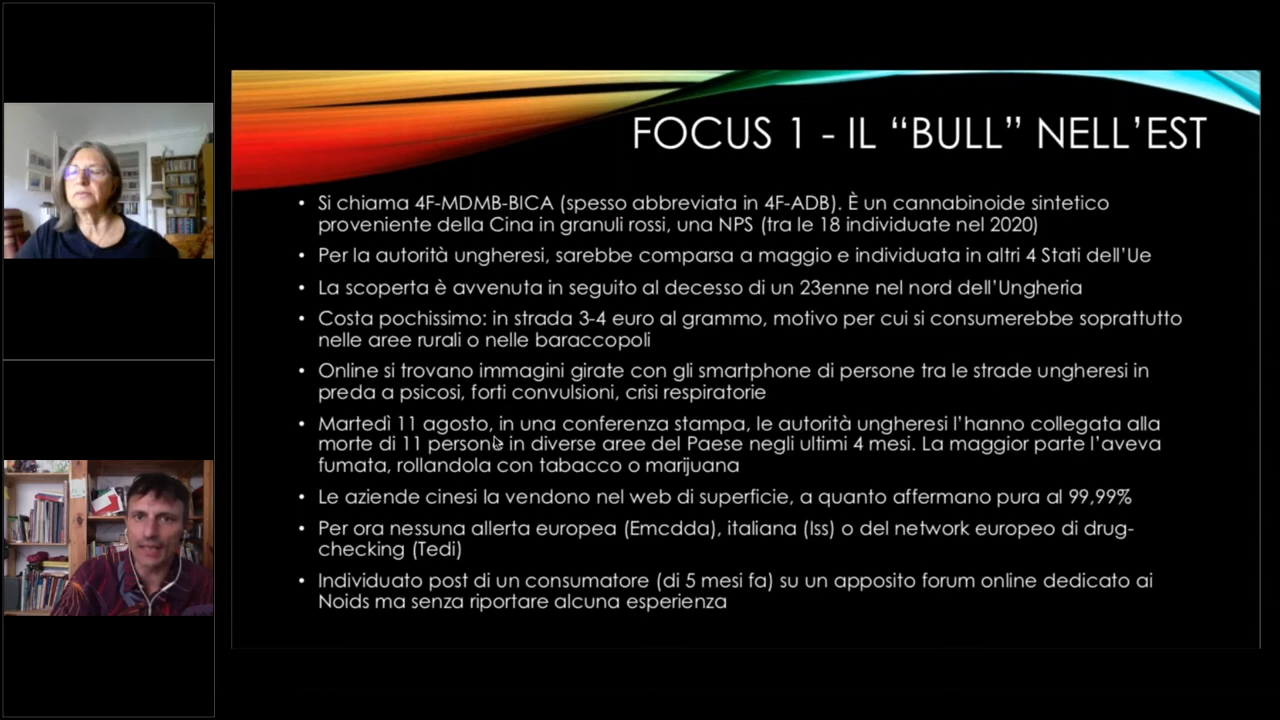 FOCUS 1 - IL “BULL” NELL’EST
• Si chiama 4F-MDMB-BICA (spesso abbreviata in 4F-ADB). È un cannabinoide sintetico
proveniente della Cina in granuli rossi, una NPS (tra le 18 individuate nel 2020)
• Per la autorità ungheresi, sarebbe comparsa a maggio e individuata in altri 4 Stati dell’Ue
• La scoperta è avvenuta in seguito al decesso di un 23enne nel nord dell’Ungheria
• Costa pochissimo: in strada 3-4 euro al grammo, motivo per cui si consumerebbe soprattutto
nelle aree rurali o nelle baraccopoli
• Online si trovano immagini girate con gli smartphone di persone tra le strade ungheresi in
preda a psicosi, forti convulsioni, crisi respiratorie
• Martedì 11 agosto, in una conferenza stampa, le autorità ungheresi l’hanno collegata alla
morte di 11 persone in diverse aree del Paese negli ultimi 4 mesi. La maggior parte l’aveva
fumata, rollandola con tabacco o marijuana
• Le aziende cinesi la vendono nel web di superficie, a quanto affermano pura al 99,99%
• Per ora nessuna allerta europea (Emcdda), italiana (Iss) o del network europeo di drug-
checking (Tedi)
• Individuato post di un consumatore (di 5 mesi fa) su un apposito forum online dedicato ai
Noids ma senza riportare alcuna esperienza